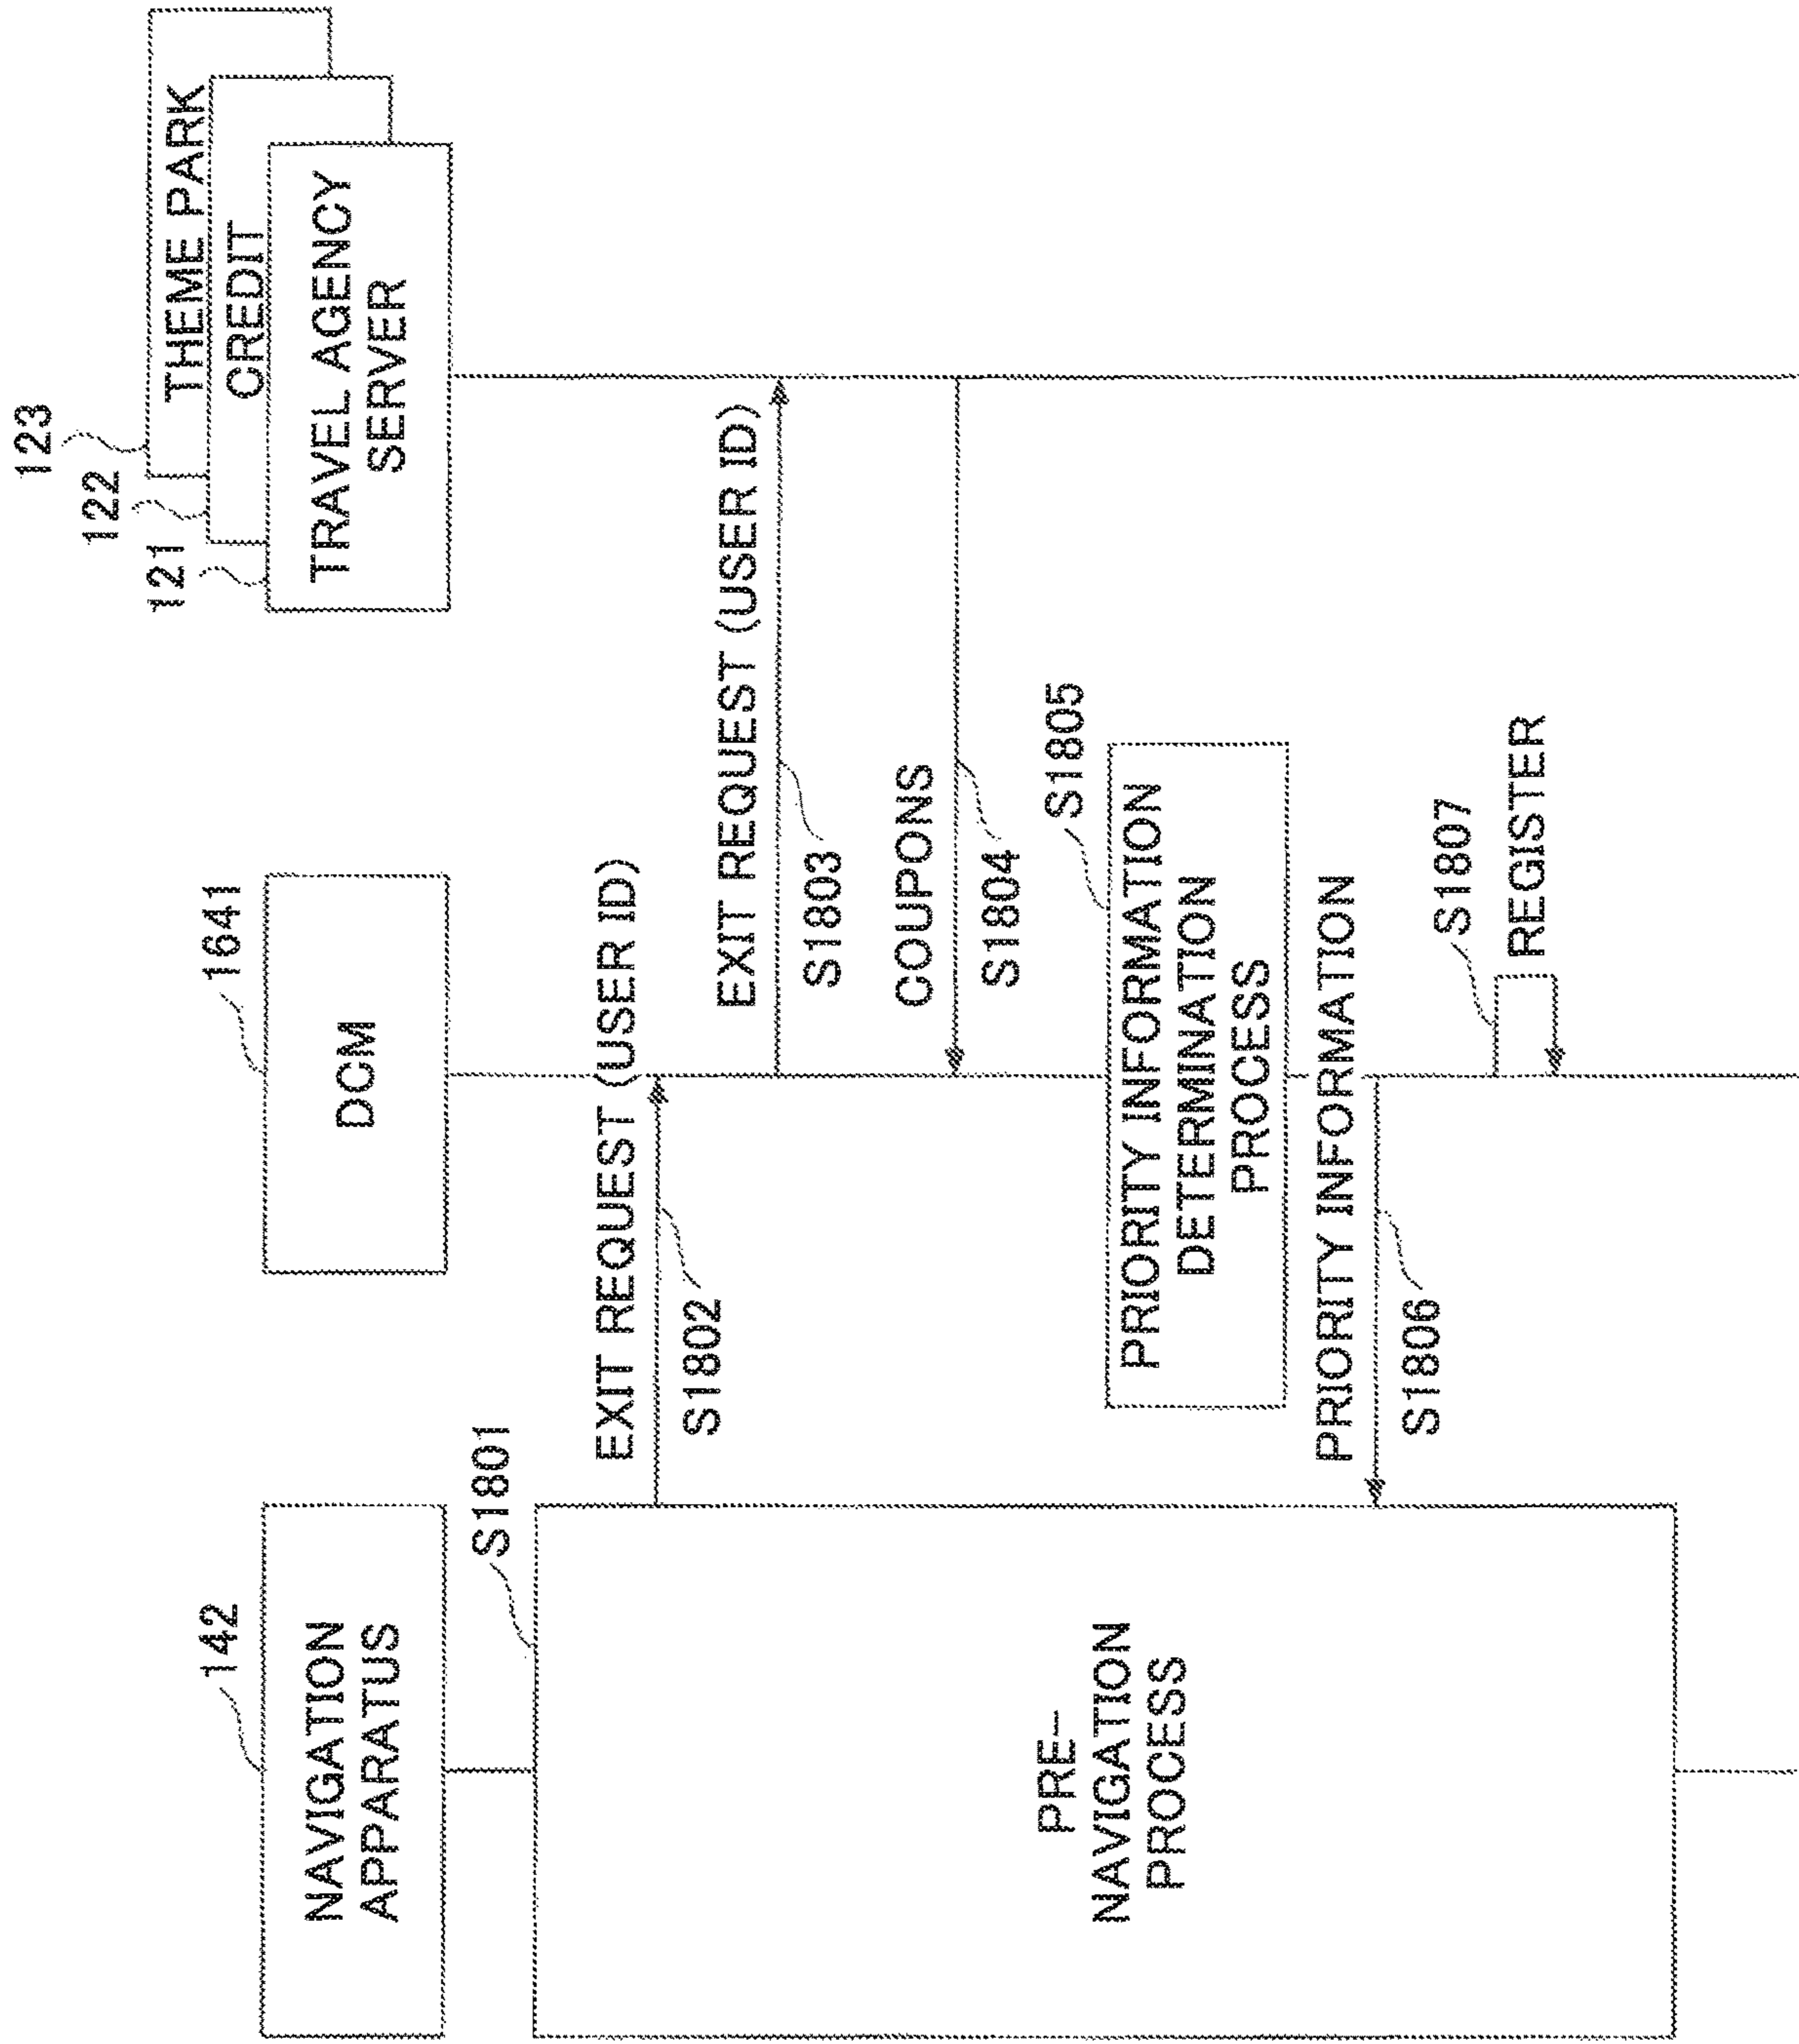 142
NAVIGATION
APPARATUS
1641
DCM
123
THEME PARK
122
CREDIT
121
TRAVEL AGENCY
SERVER
S1801
PRE-
NAVIGATION
PROCESS
EXIT REQUEST (USER ID)
S1802
EXIT REQUEST (USER ID)
S1803
COUPONS
S1804
S1805
PRIORITY INFORMATION
DETERMINATION
PROCESS
PRIORITY INFORMATION
S1806
S1807
REGISTER